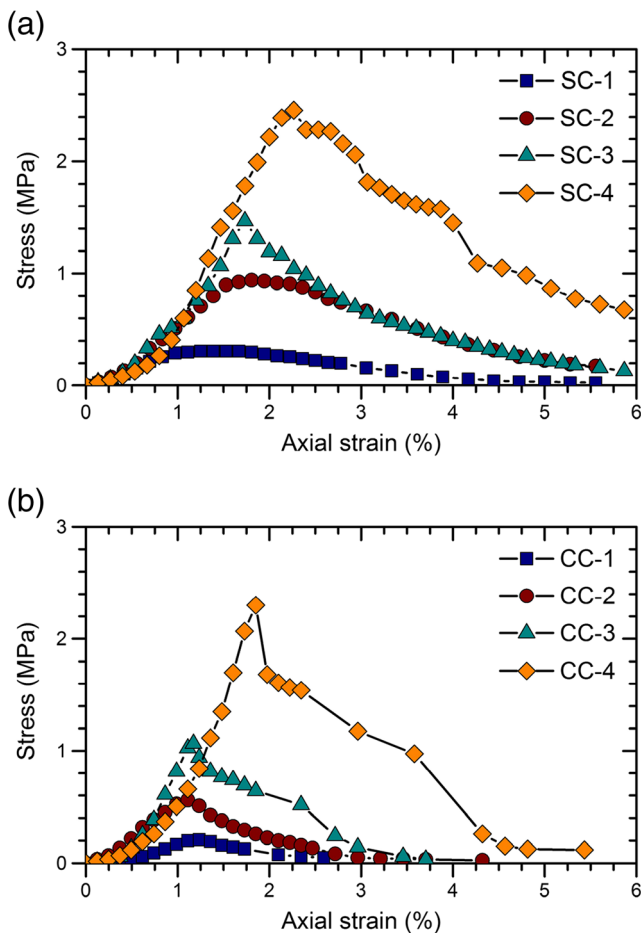 (a)
3
2
1
0
Stress (MPa)
SC-1
SC-2
SC-3
SC-4
0 1 2 3 4 5 6
Axial strain (%)
(b)
3
2
1
0
Stress (MPa)
CC-1
CC-2
CC-3
CC-4
0 1 2 3 4 5 6
Axial strain (%)